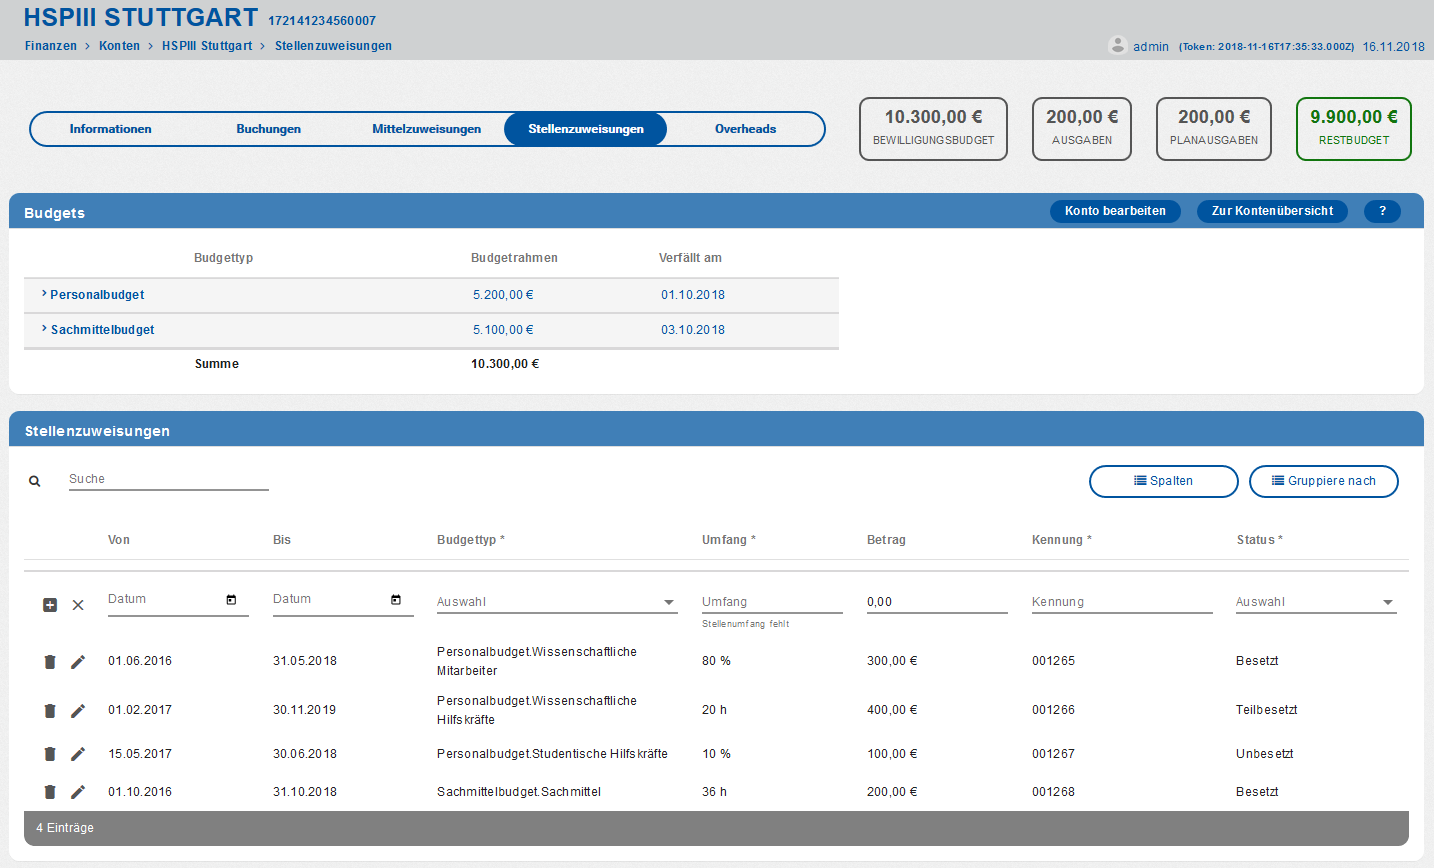 HSPIII STUTTGART 172141234560007
Finanzen › Konten › HSPIII Stuttgart › Stellenzuweisungen
admin (Token: 2018-11-16T17:35:33.000Z) 16.11.2018
Informationen Buchungen Mittelzuweisungen Stellenzuweisungen Overheads
10.300,00 € 200,00 € 200,00 € 9.900,00 €
BEWILLIGUNGSBUDGET AUSGABEN PLANAUSGABEN RESTBUDGET
Budgets Konto bearbeiten Zur Kontenübersicht ?
Budgettyp Budgetrahmen Verfällt am
› Personalbudget 5.200,00 € 01.10.2018
› Sachmittelbudget 5.100,00 € 03.10.2018
Summe 10.300,00 €
Stellenzuweisungen
Suche Spalten Gruppiere nach
Von Bis Budgettyp * Umfang * Betrag Kennung * Status *
Datum Datum Auswahl Umfang 0,00 Kennung Auswahl
Stellenumfang fehlt
01.06.2016 31.05.2018 Personalbudget.Wissenschaftliche 80 % 300,00 € 001265 Besetzt
Mitarbeiter
01.02.2017 30.11.2019 Personalbudget.Wissenschaftliche 20 h 400,00 € 001266 Teilbesetzt
Hilfskräfte
15.05.2017 30.06.2018 Personalbudget.Studentische Hilfskräfte 10 % 100,00 € 001267 Unbesetzt
01.10.2016 31.10.2018 Sachmittelbudget.Sachmittel 36 h 200,00 € 001268 Besetzt
4 Einträge